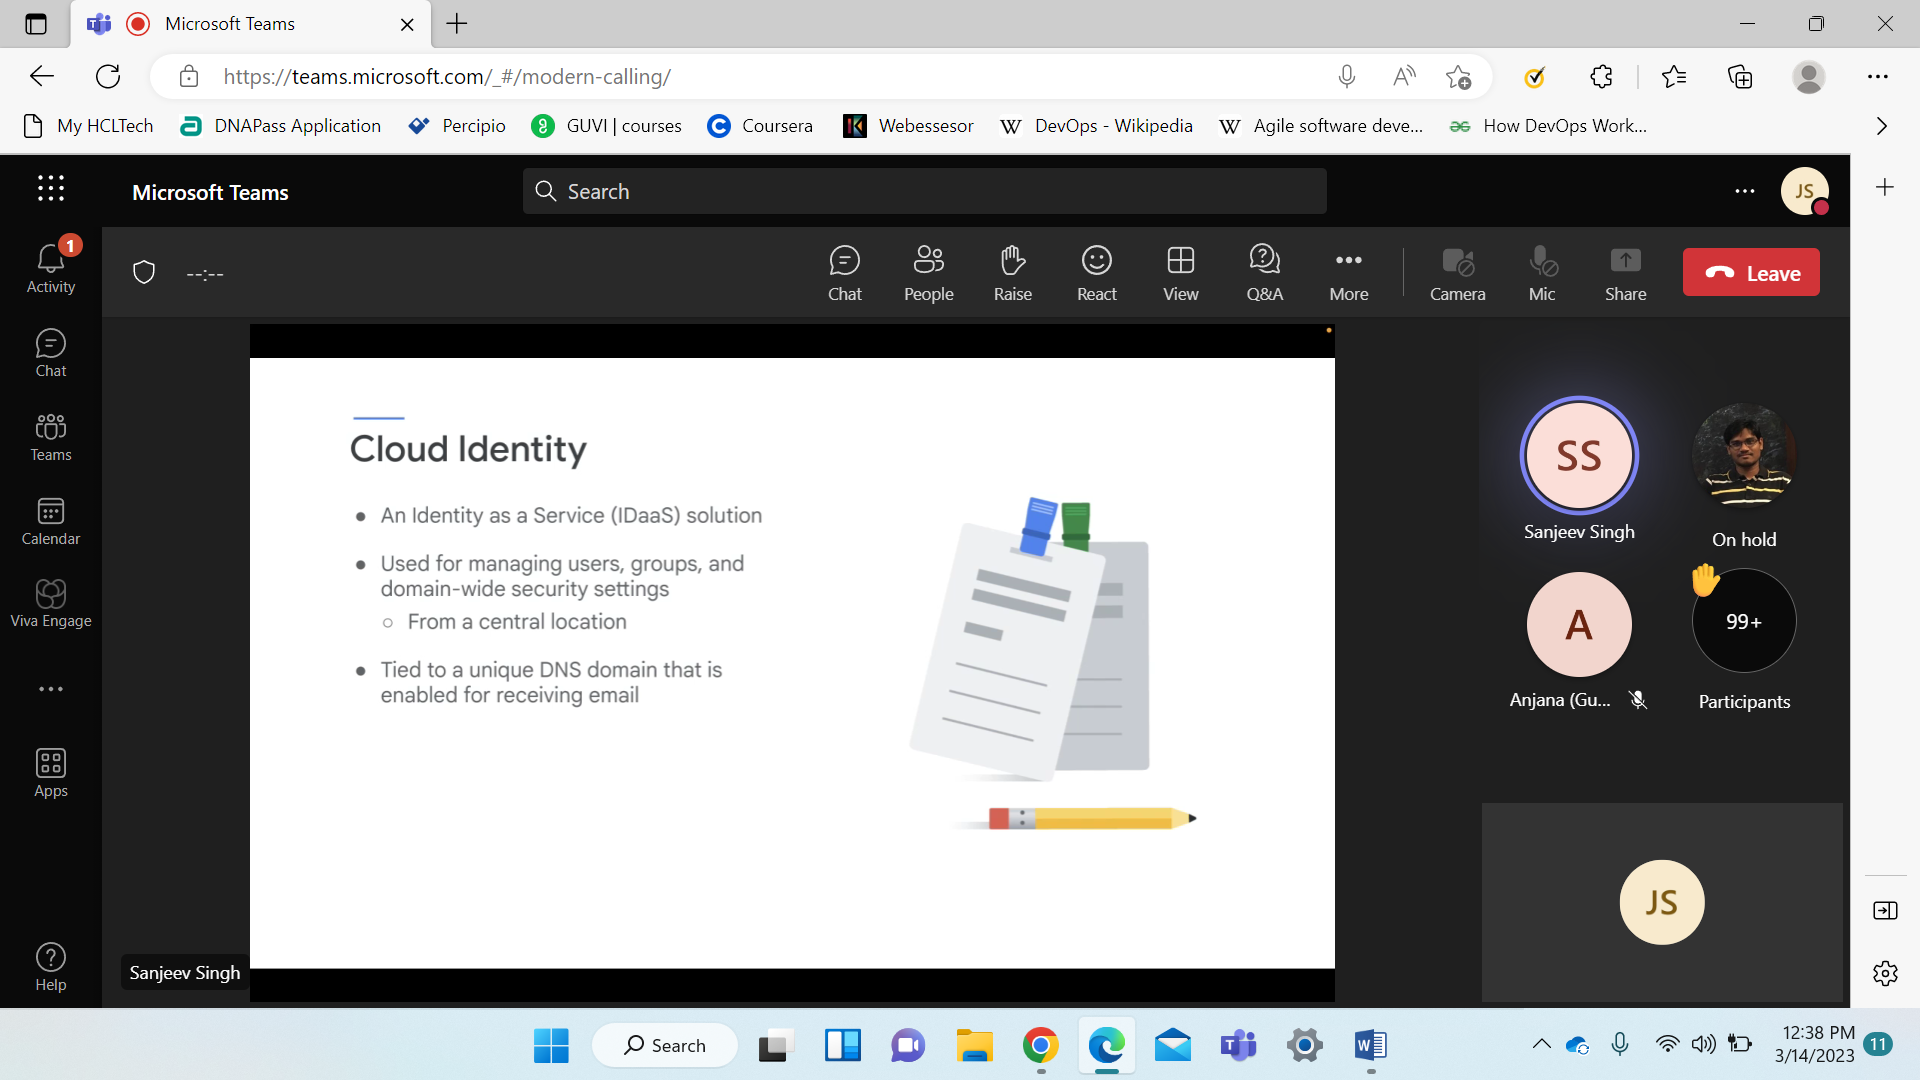 Microsoft Teams
https://teams.microsoft.com/_#/modern-calling/
My HCLTech
DNAPass Application
Percipio
GUVI | courses
Coursera
Webessesor
DevOps - Wikipedia
Agile software deve...
How DevOps Work...
Microsoft Teams
Search
JS
1
Activity
Chat
Teams
Calendar
Viva Engage
Apps
Help
--:--
Chat
People
Raise
React
View
Q&A
More
Camera
Mic
Share
Leave
Cloud Identity
An Identity as a Service (IDaaS) solution
Used for managing users, groups, and
domain-wide security settings
From a central location
Tied to a unique DNS domain that is
enabled for receiving email
Sanjeev Singh
SS
Sanjeev Singh
On hold
A
Anjana (Gu...
99+
Participants
JS
Search
12:38 PM
3/14/2023
11